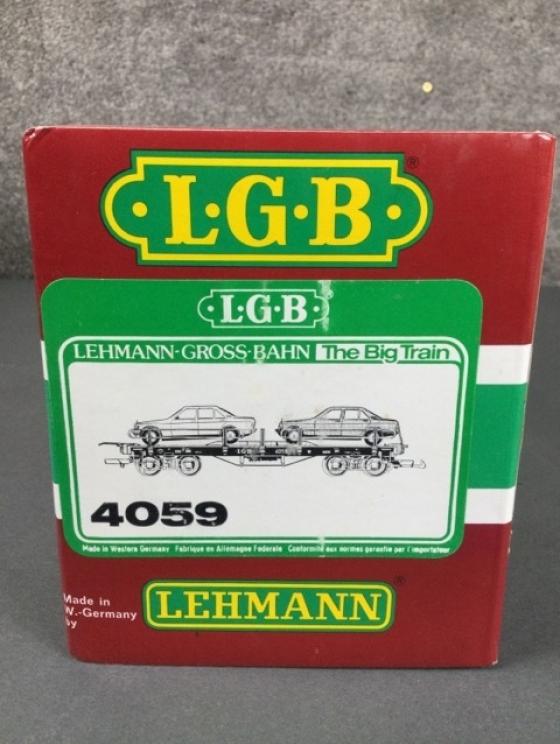 L·G·B®
·L·G·B·®
LEHMANN-GROSS-BAHN The Big Train
4059
Made in Western Germany Fabriqué en Allemagne Fédérale Conformité aux normes garantie par l'importateur
Made in
W.-Germany
by
LEHMANN®